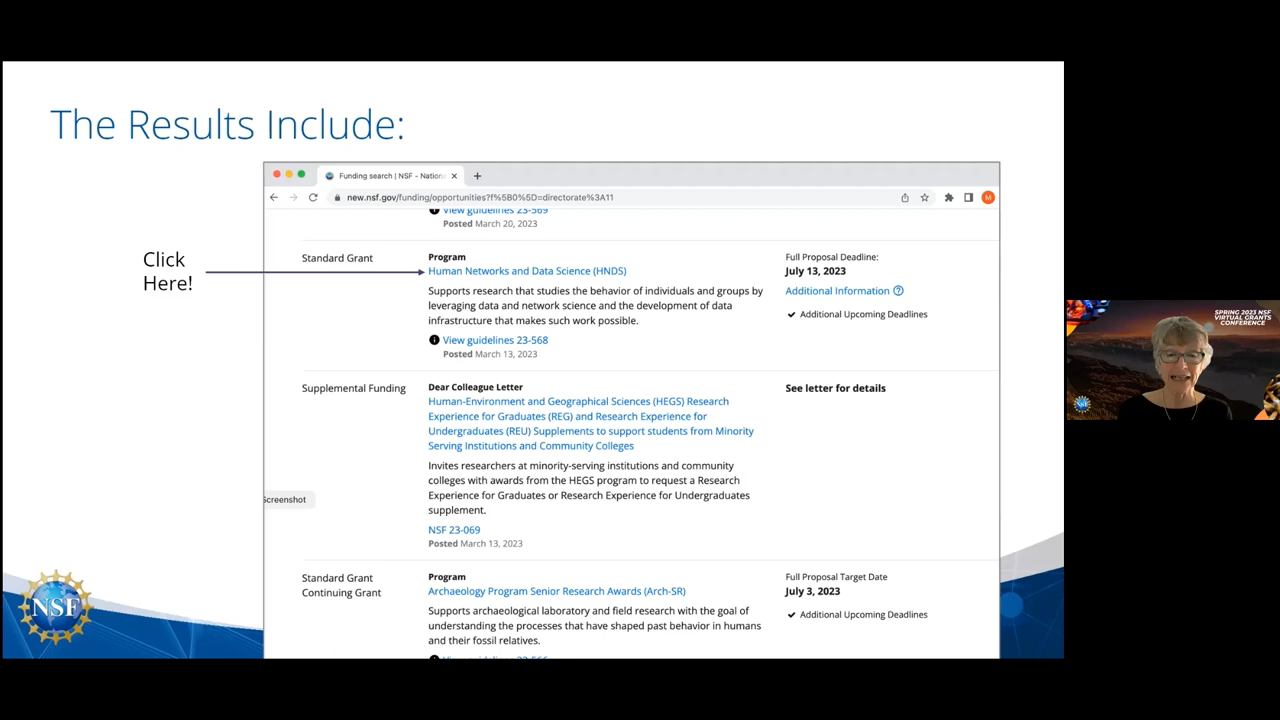 The Results Include:
Funding search | NSF - Nationa
new.nsf.gov/funding/opportunities?f%5B0%5D=directorate%3A11
M
View guidelines 23-569
Posted March 20, 2023
Click
Here!
Standard Grant
Program
Human Networks and Data Science (HNDS)
Supports research that studies the behavior of individuals and groups by
leveraging data and network science and the development of data
infrastructure that makes such work possible.
View guidelines 23-568
Posted March 13, 2023
Full Proposal Deadline:
July 13, 2023
Additional Information
Additional Upcoming Deadlines
Supplemental Funding
Dear Colleague Letter
Human-Environment and Geographical Sciences (HEGS) Research
Experience for Graduates (REG) and Research Experience for
Undergraduates (REU) Supplements to support students from Minority
Serving Institutions and Community Colleges
Invites researchers at minority-serving institutions and community
colleges with awards from the HEGS program to request a Research
Experience for Graduates or Research Experience for Undergraduates
supplement.
NSF 23-069
Posted March 13, 2023
See letter for details
Screenshot
Standard Grant
Continuing Grant
Program
Archaeology Program Senior Research Awards (Arch-SR)
Supports archaeological laboratory and field research with the goal of
understanding the processes that have shaped past behavior in humans
and their fossil relatives.
Full Proposal Target Date
July 3, 2023
Additional Upcoming Deadlines
NSF
SPRING 2023 NSF
VIRTUAL GRANTS
CONFERENCE